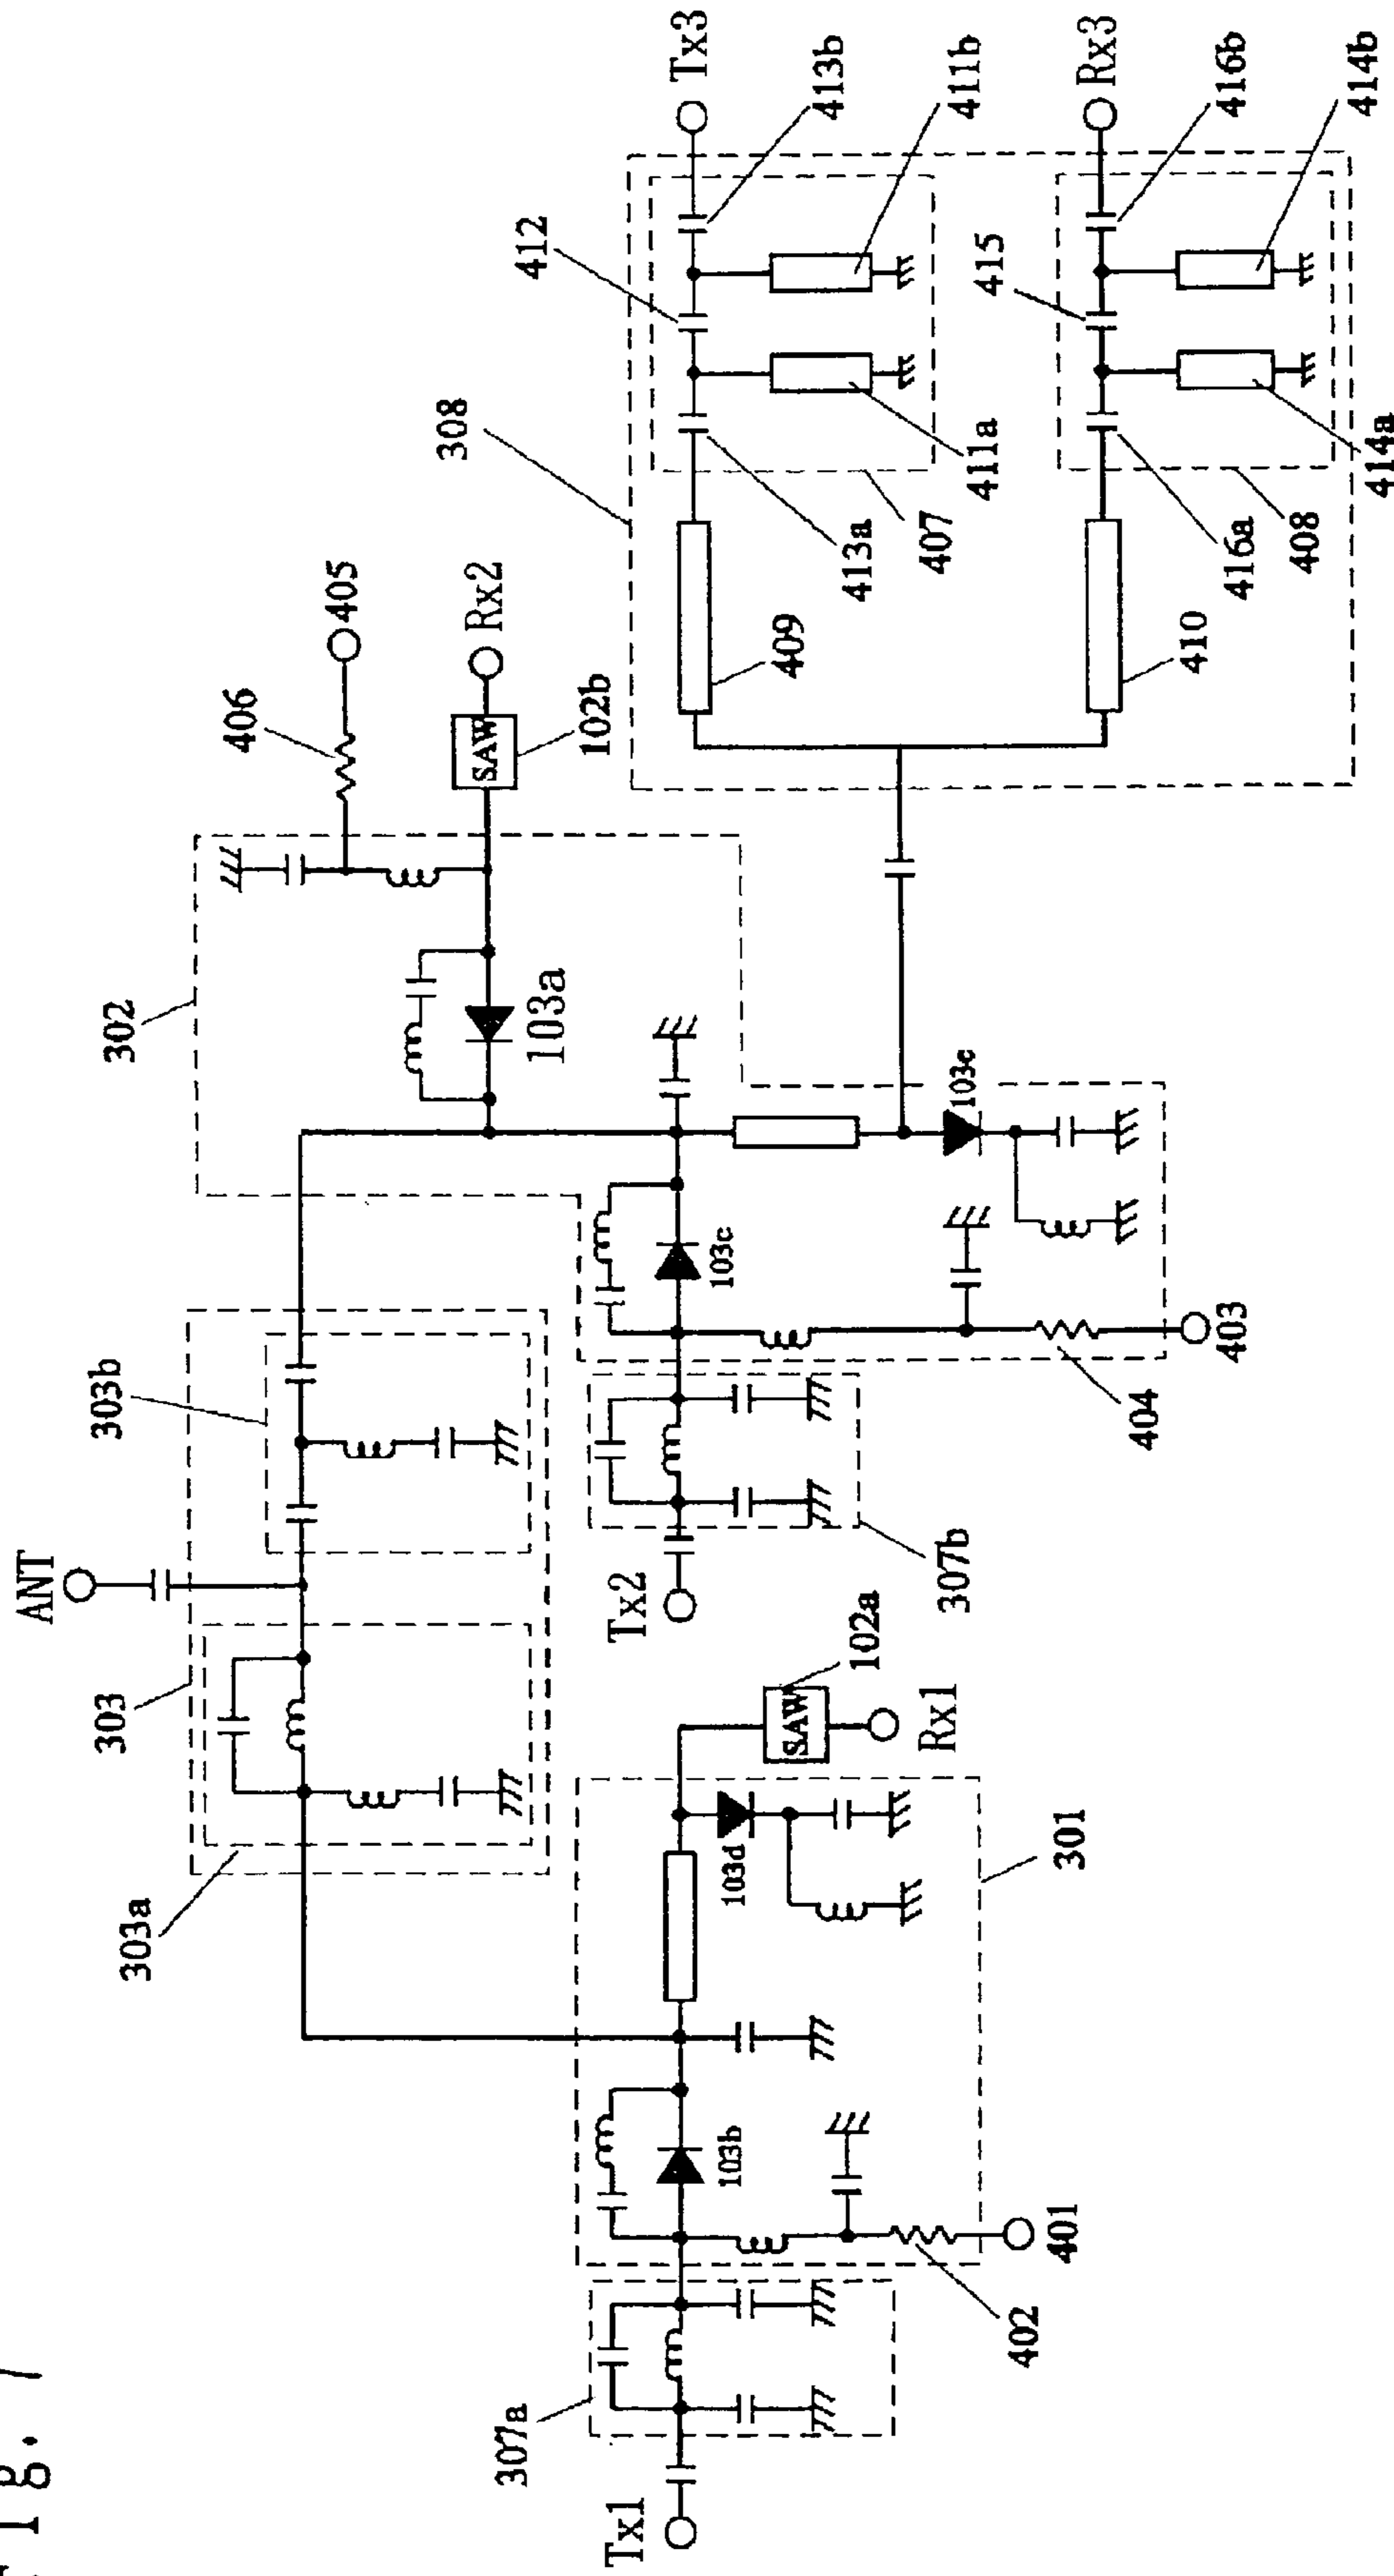 Fig. 7
ANT
303
303a
303b
302
406
405
Rx2
SAW
102b
103a
308
412
Tx3
413b
411b
413a
411a
407
409
415
Rx3
416b
414b
416a
414a
408
410
103c
103c
403
404
Tx2
307b
102a
SAW
Rx1
103d
301
103b
401
402
307a
Tx1